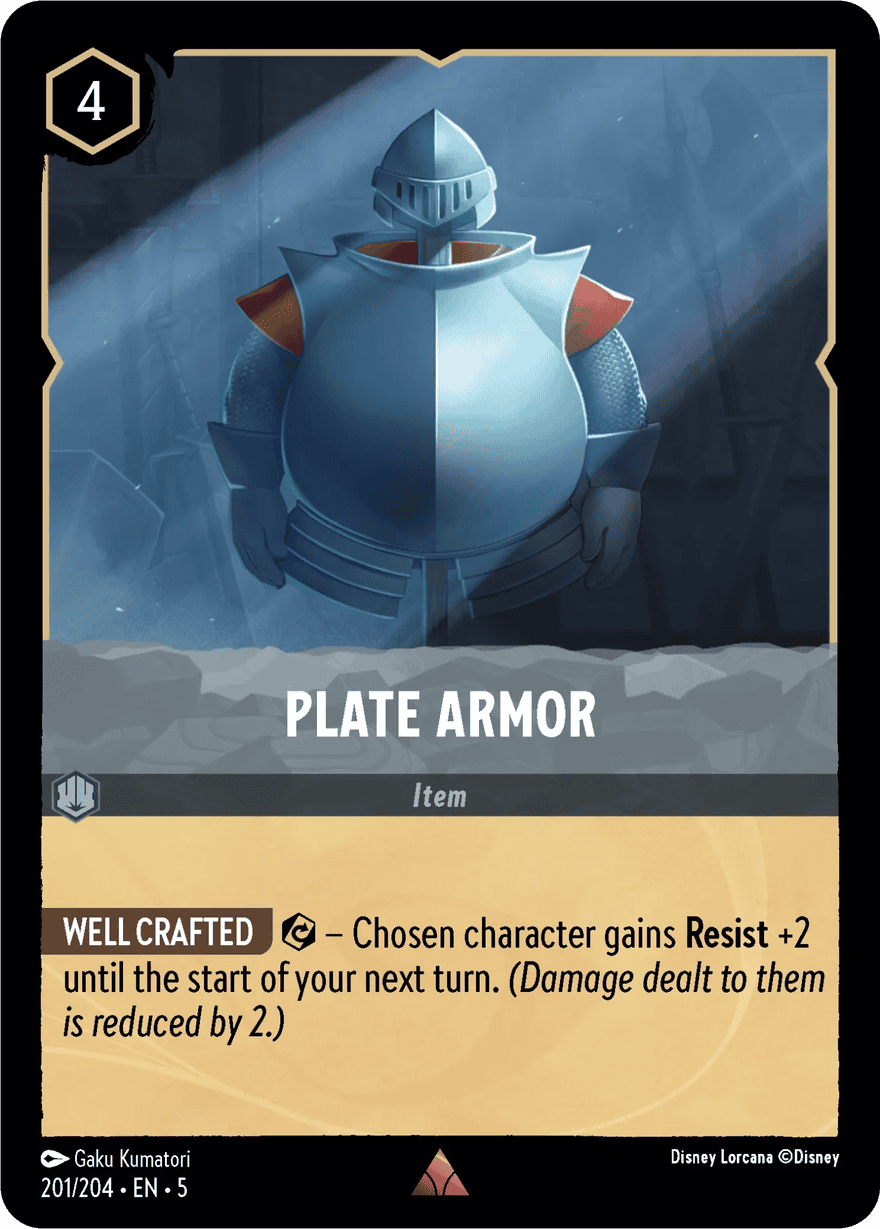 4
PLATE ARMOR
Item
WELL CRAFTED – Chosen character gains Resist +2
until the start of your next turn. (Damage dealt to them
is reduced by 2.)
Gaku Kumatori
Disney Lorcana ©Disney
201/204 • EN • 5